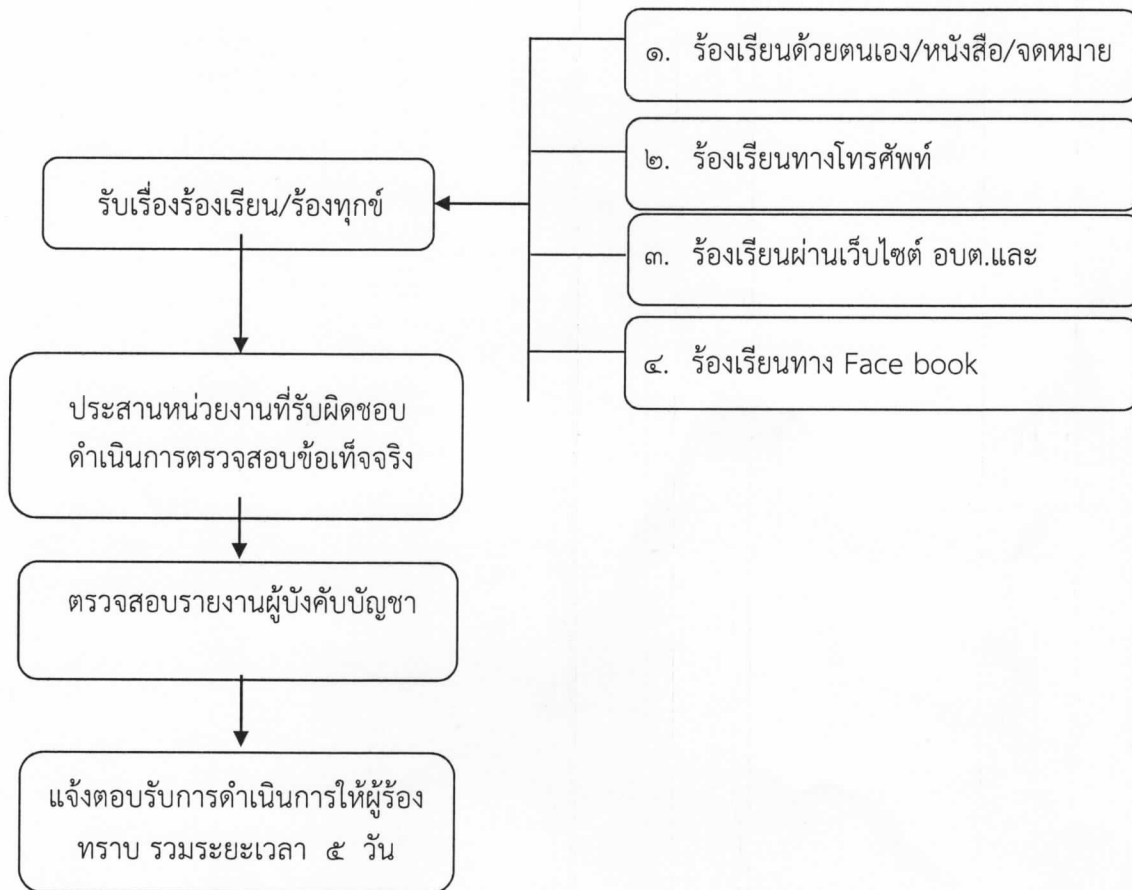 ๑. ร้องเรียนด้วยตนเอง/หนังสือ/จดหมาย
๒. ร้องเรียนทางโทรศัพท์
๓. ร้องเรียนผ่านเว็บไซต์ อบต.และ
๔. ร้องเรียนทาง Face book
รับเรื่องร้องเรียน/ร้องทุกข์
ประสานหน่วยงานที่รับผิดชอบ
ดำเนินการตรวจสอบข้อเท็จจริง
ตรวจสอบรายงานผู้บังคับบัญชา
แจ้งตอบรับการดำเนินการให้ผู้ร้อง
ทราบ รวมระยะเวลา ๕ วัน